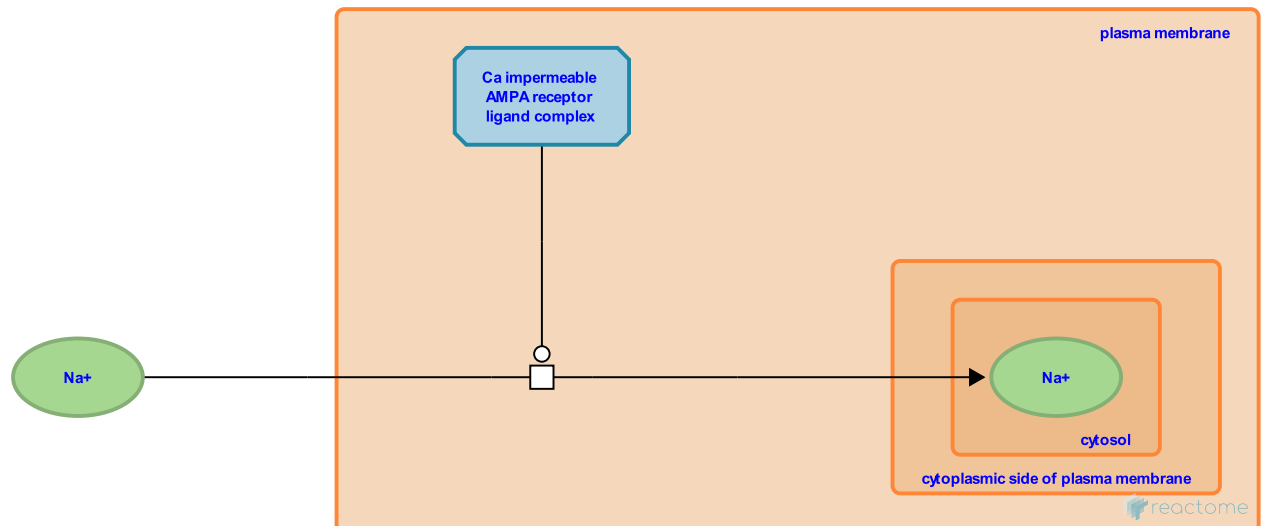 plasma membrane
Ca impermeable
AMPA receptor
ligand complex
Na+
Na+
cytosol
cytoplasmic side of plasma membrane
reactome